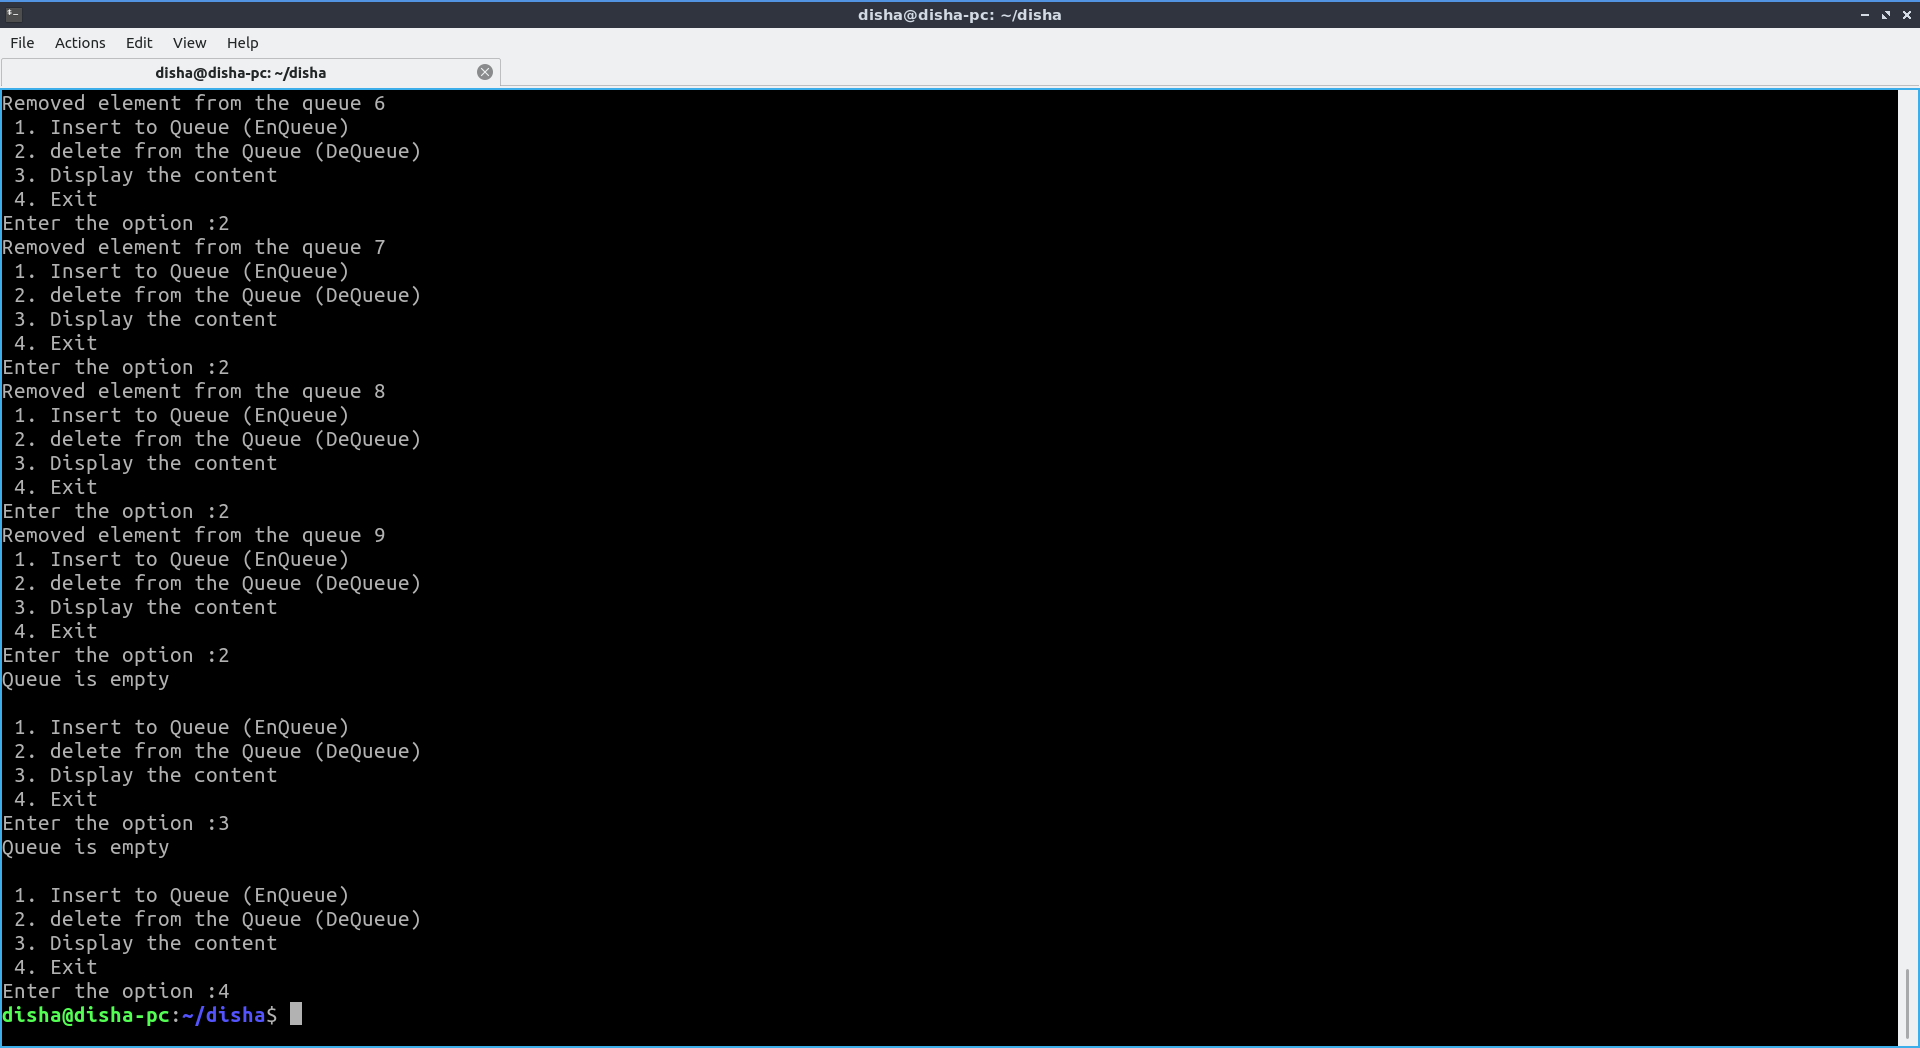 disha@disha-pc: ~/disha
File Actions Edit View Help
disha@disha-pc: ~/disha
Removed element from the queue 6
 1. Insert to Queue (EnQueue)
 2. delete from the Queue (DeQueue)
 3. Display the content
 4. Exit
Enter the option :2
Removed element from the queue 7
 1. Insert to Queue (EnQueue)
 2. delete from the Queue (DeQueue)
 3. Display the content
 4. Exit
Enter the option :2
Removed element from the queue 8
 1. Insert to Queue (EnQueue)
 2. delete from the Queue (DeQueue)
 3. Display the content
 4. Exit
Enter the option :2
Removed element from the queue 9
 1. Insert to Queue (EnQueue)
 2. delete from the Queue (DeQueue)
 3. Display the content
 4. Exit
Enter the option :2
Queue is empty

 1. Insert to Queue (EnQueue)
 2. delete from the Queue (DeQueue)
 3. Display the content
 4. Exit
Enter the option :3
Queue is empty

 1. Insert to Queue (EnQueue)
 2. delete from the Queue (DeQueue)
 3. Display the content
 4. Exit
Enter the option :4
disha@disha-pc:~/disha$